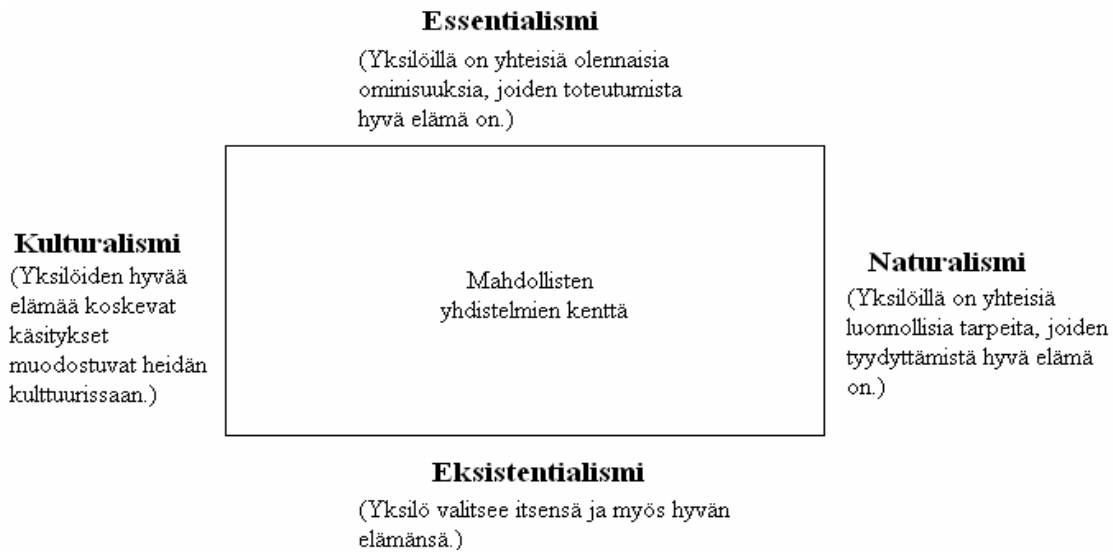 Essentialismi
(Yksilöillä on yhteisiä olennaisia
ominisuuksia, joiden toteutumista
hyvä elämä on.)
Kulturalismi
(Yksilöiden hyvää
elämää koskevat
käsitykset
muodostuvat heidän
kulttuurissaan.)
Mahdollisten
yhdistelmien kenttä
Naturalismi
(Yksilöillä on yhteisiä
luonnollisia tarpeita, joiden
tyydyttämistä hyvä elämä
on.)
Eksistentialismi
(Yksilö valitsee itsensä ja myös hyvän
elämänsä.)